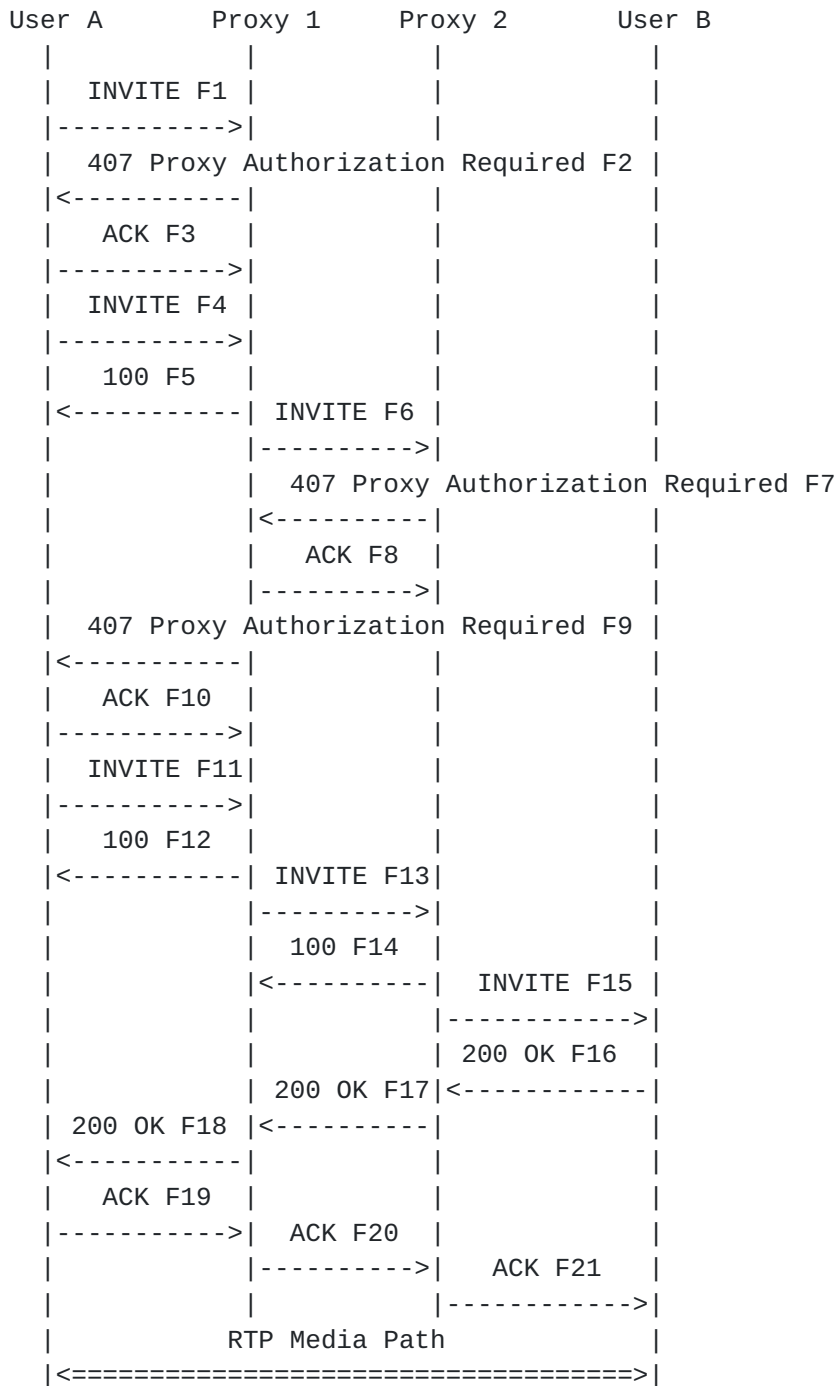 User A       Proxy 1     Proxy 2      User B
|            |           |             |
|  INVITE F1 |           |             |
|----------->|           |             |
|  407 Proxy Authorization Required F2 |
|<-----------|           |             |
|   ACK F3   |           |             |
|----------->|           |             |
|  INVITE F4 |           |             |
|----------->|           |             |
|   100 F5   |           |             |
|<-----------| INVITE F6 |             |
|            |---------->|             |
|            |  407 Proxy Authorization Required F7
|            |<----------|             |
|            |   ACK F8  |             |
|            |---------->|             |
|  407 Proxy Authorization Required F9 |
|<-----------|           |             |
|   ACK F10  |           |             |
|----------->|           |             |
|  INVITE F11|           |             |
|----------->|           |             |
|   100 F12  |           |             |
|<-----------| INVITE F13|             |
|            |---------->|             |
|            |  100 F14  |             |
|            |<----------|  INVITE F15 |
|            |           |------------>|
|            |           | 200 OK F16  |
|            | 200 OK F17|<------------|
| 200 OK F18 |<----------|             |
|<-----------|           |             |
|   ACK F19  |           |             |
|----------->|  ACK F20  |             |
|            |---------->|   ACK F21   |
|            |           |------------>|
|           RTP Media Path             |
|<====================================>|